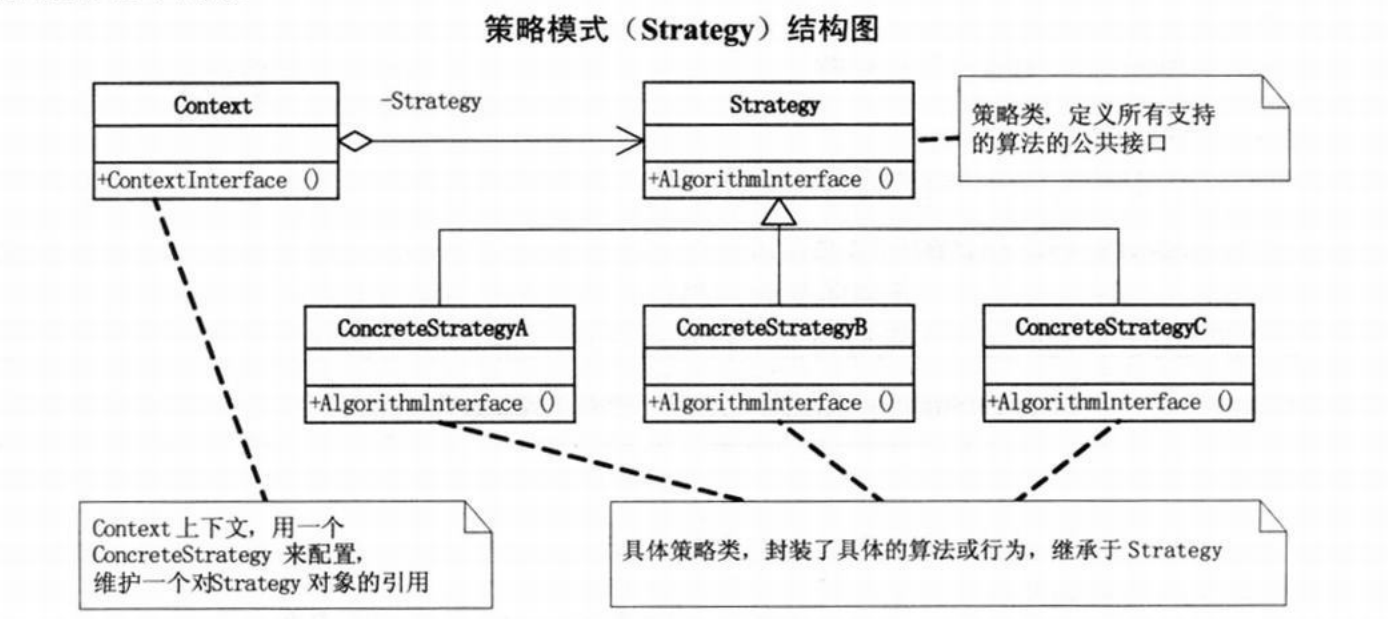 策略模式（Strategy）结构图
Context
-Strategy
Strategy
策略类，定义所有支持
的算法的公共接口
+ContextInterface ()
+Algorithmlnterface ()
ConcreteStrategyA
ConcreteStrategyB
ConcreteStrategyC
+Algorithmlnterface ()
+Algorithmlnterface ()
+Algorithmlnterface ()
Context 上下文，用一个
ConcreteStrategy 来配置，
维护一个对Strategy 对象的引用
具体策略类，封装了具体的算法或行为，继承于 Strategy